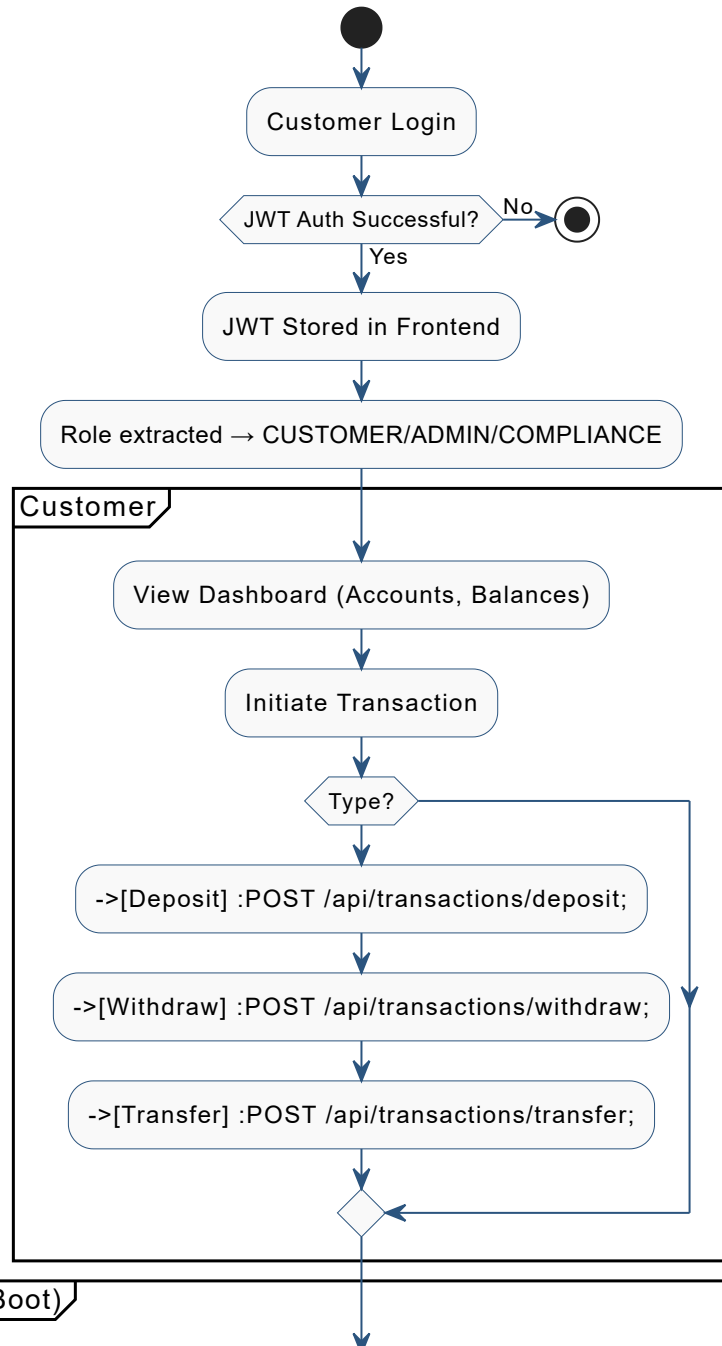 Customer Login
JWT Auth Successful?
No
Yes
JWT Stored in Frontend
Role extracted → CUSTOMER/ADMIN/COMPLIANCE
Customer
View Dashboard (Accounts, Balances)
Initiate Transaction
Type?
->[Deposit] :POST /api/transactions/deposit;
->[Withdraw] :POST /api/transactions/withdraw;
->[Transfer] :POST /api/transactions/transfer;
Boot)